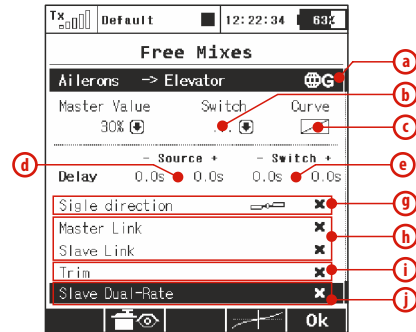 Tx Default 12:22:34 63%
Free Mixes
Ailerons -> Elevator G
a
b
Master Value Switch Curve
30% ... c
d - Source + - Switch + e
Delay 0.0s 0.0s 0.0s 0.0s
Sigle direction g
Master Link h
Slave Link
Trim i
Slave Dual-Rate j
Ok